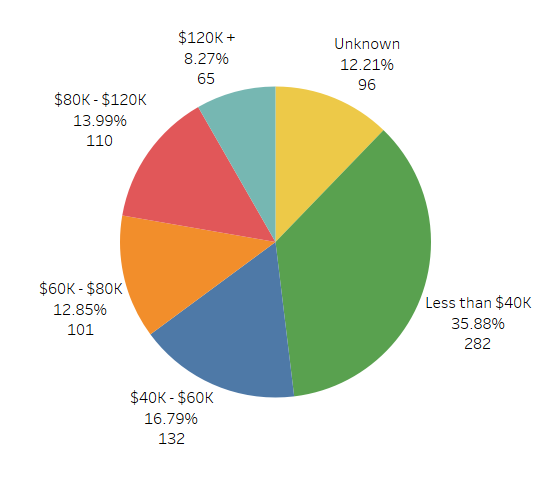 $120K +
8.27%
65
Unknown
12.21%
96
$80K - $120K
13.99%
110
$60K - $80K
12.85%
101
Less than $40K
35.88%
282
$40K - $60K
16.79%
132